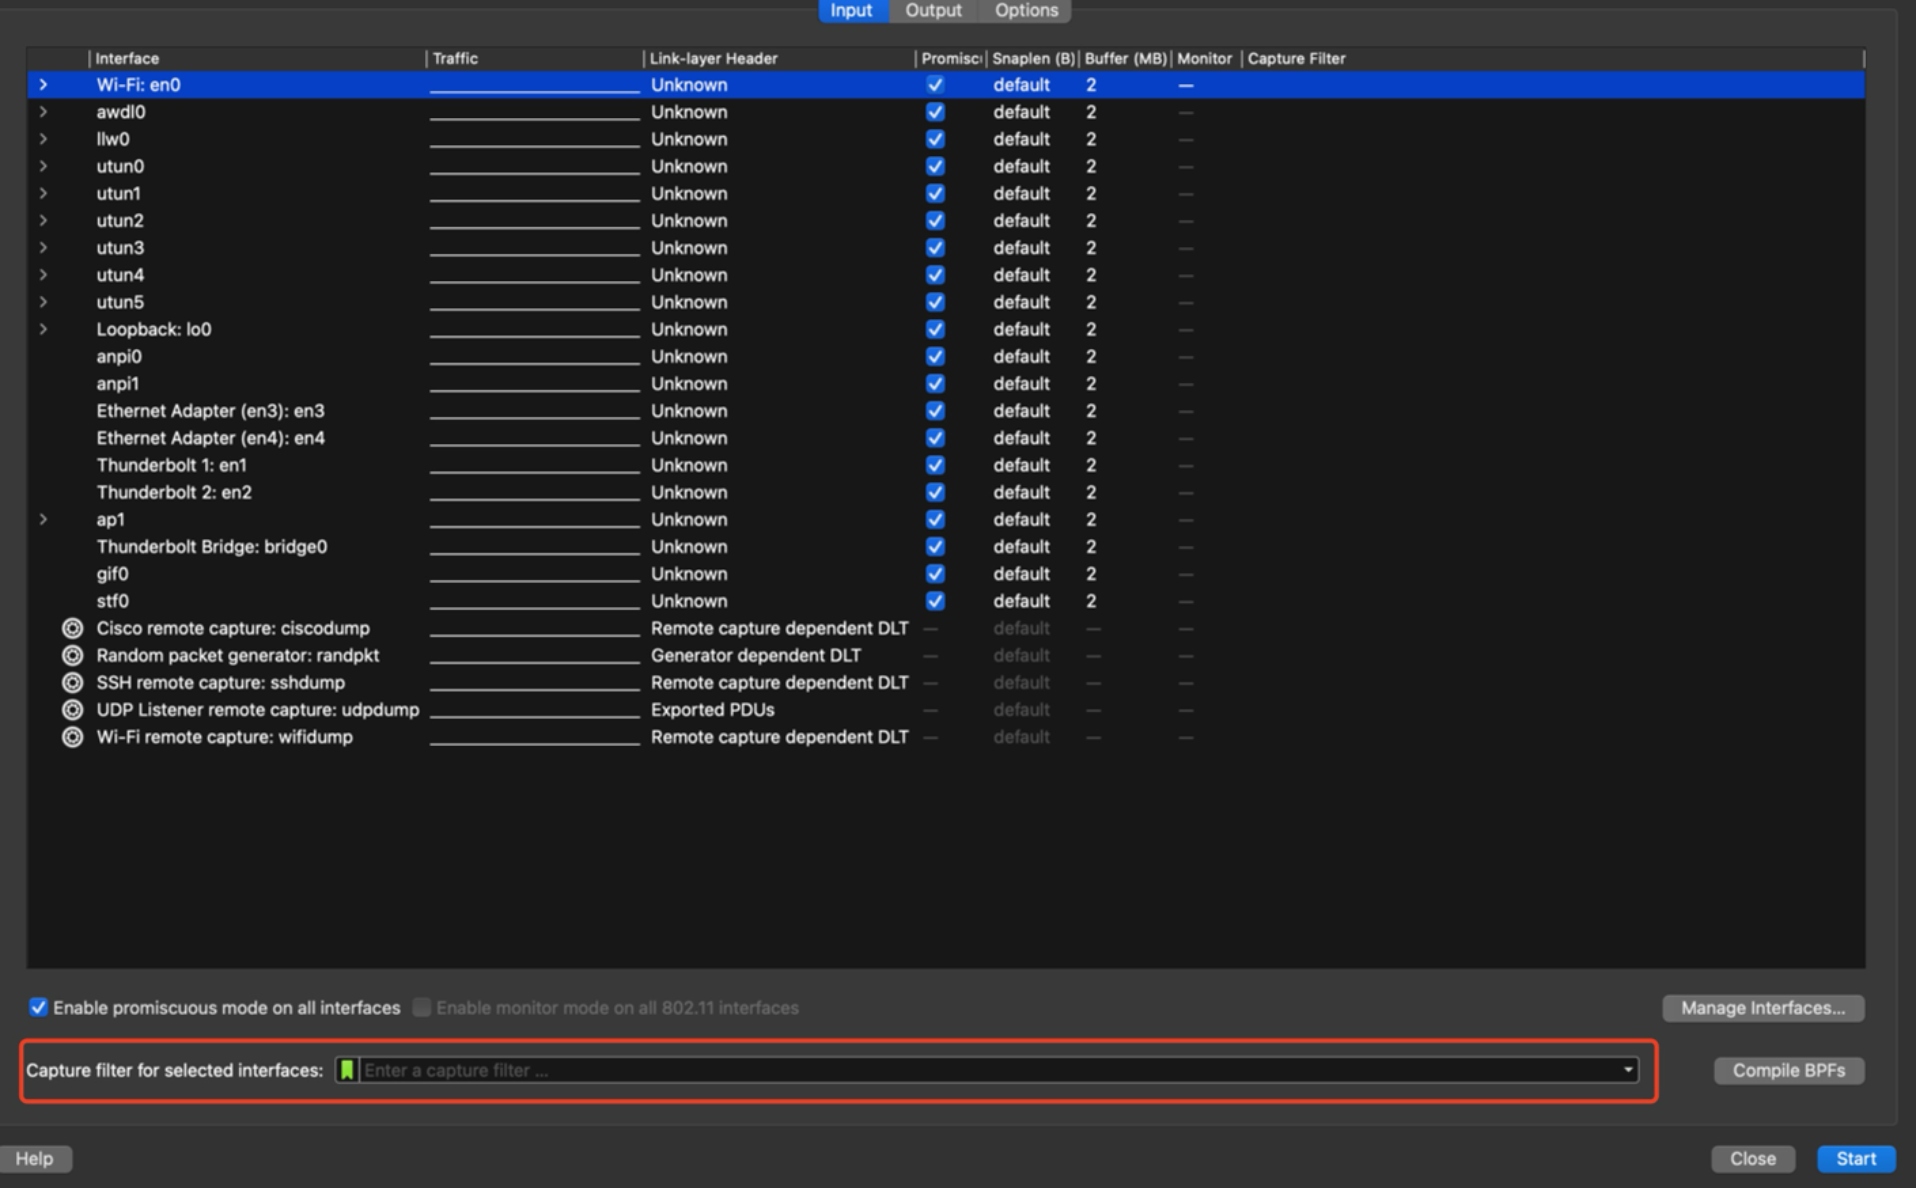 Input Output Options
Interface Traffic Link-layer Header Promisc Snaplen (B) Buffer (MB) Monitor Capture Filter
Wi-Fi: en0 Unknown default 2 —
awdl0 Unknown default 2 —
llw0 Unknown default 2 —
utun0 Unknown default 2 —
utun1 Unknown default 2 —
utun2 Unknown default 2 —
utun3 Unknown default 2 —
utun4 Unknown default 2 —
utun5 Unknown default 2 —
Loopback: lo0 Unknown default 2 —
anpi0 Unknown default 2 —
anpi1 Unknown default 2 —
Ethernet Adapter (en3): en3 Unknown default 2 —
Ethernet Adapter (en4): en4 Unknown default 2 —
Thunderbolt 1: en1 Unknown default 2 —
Thunderbolt 2: en2 Unknown default 2 —
ap1 Unknown default 2 —
Thunderbolt Bridge: bridge0 Unknown default 2 —
gif0 Unknown default 2 —
stf0 Unknown default 2 —
Cisco remote capture: ciscodump Remote capture dependent DLT — default — —
Random packet generator: randpkt Generator dependent DLT — default — —
SSH remote capture: sshdump Remote capture dependent DLT — default — —
UDP Listener remote capture: udpdump Exported PDUs — default — —
Wi-Fi remote capture: wifidump Remote capture dependent DLT — default — —
Enable promiscuous mode on all interfaces Enable monitor mode on all 802.11 interfaces Manage Interfaces...
Capture filter for selected interfaces: Enter a capture filter ... Compile BPFs
Help Close Start